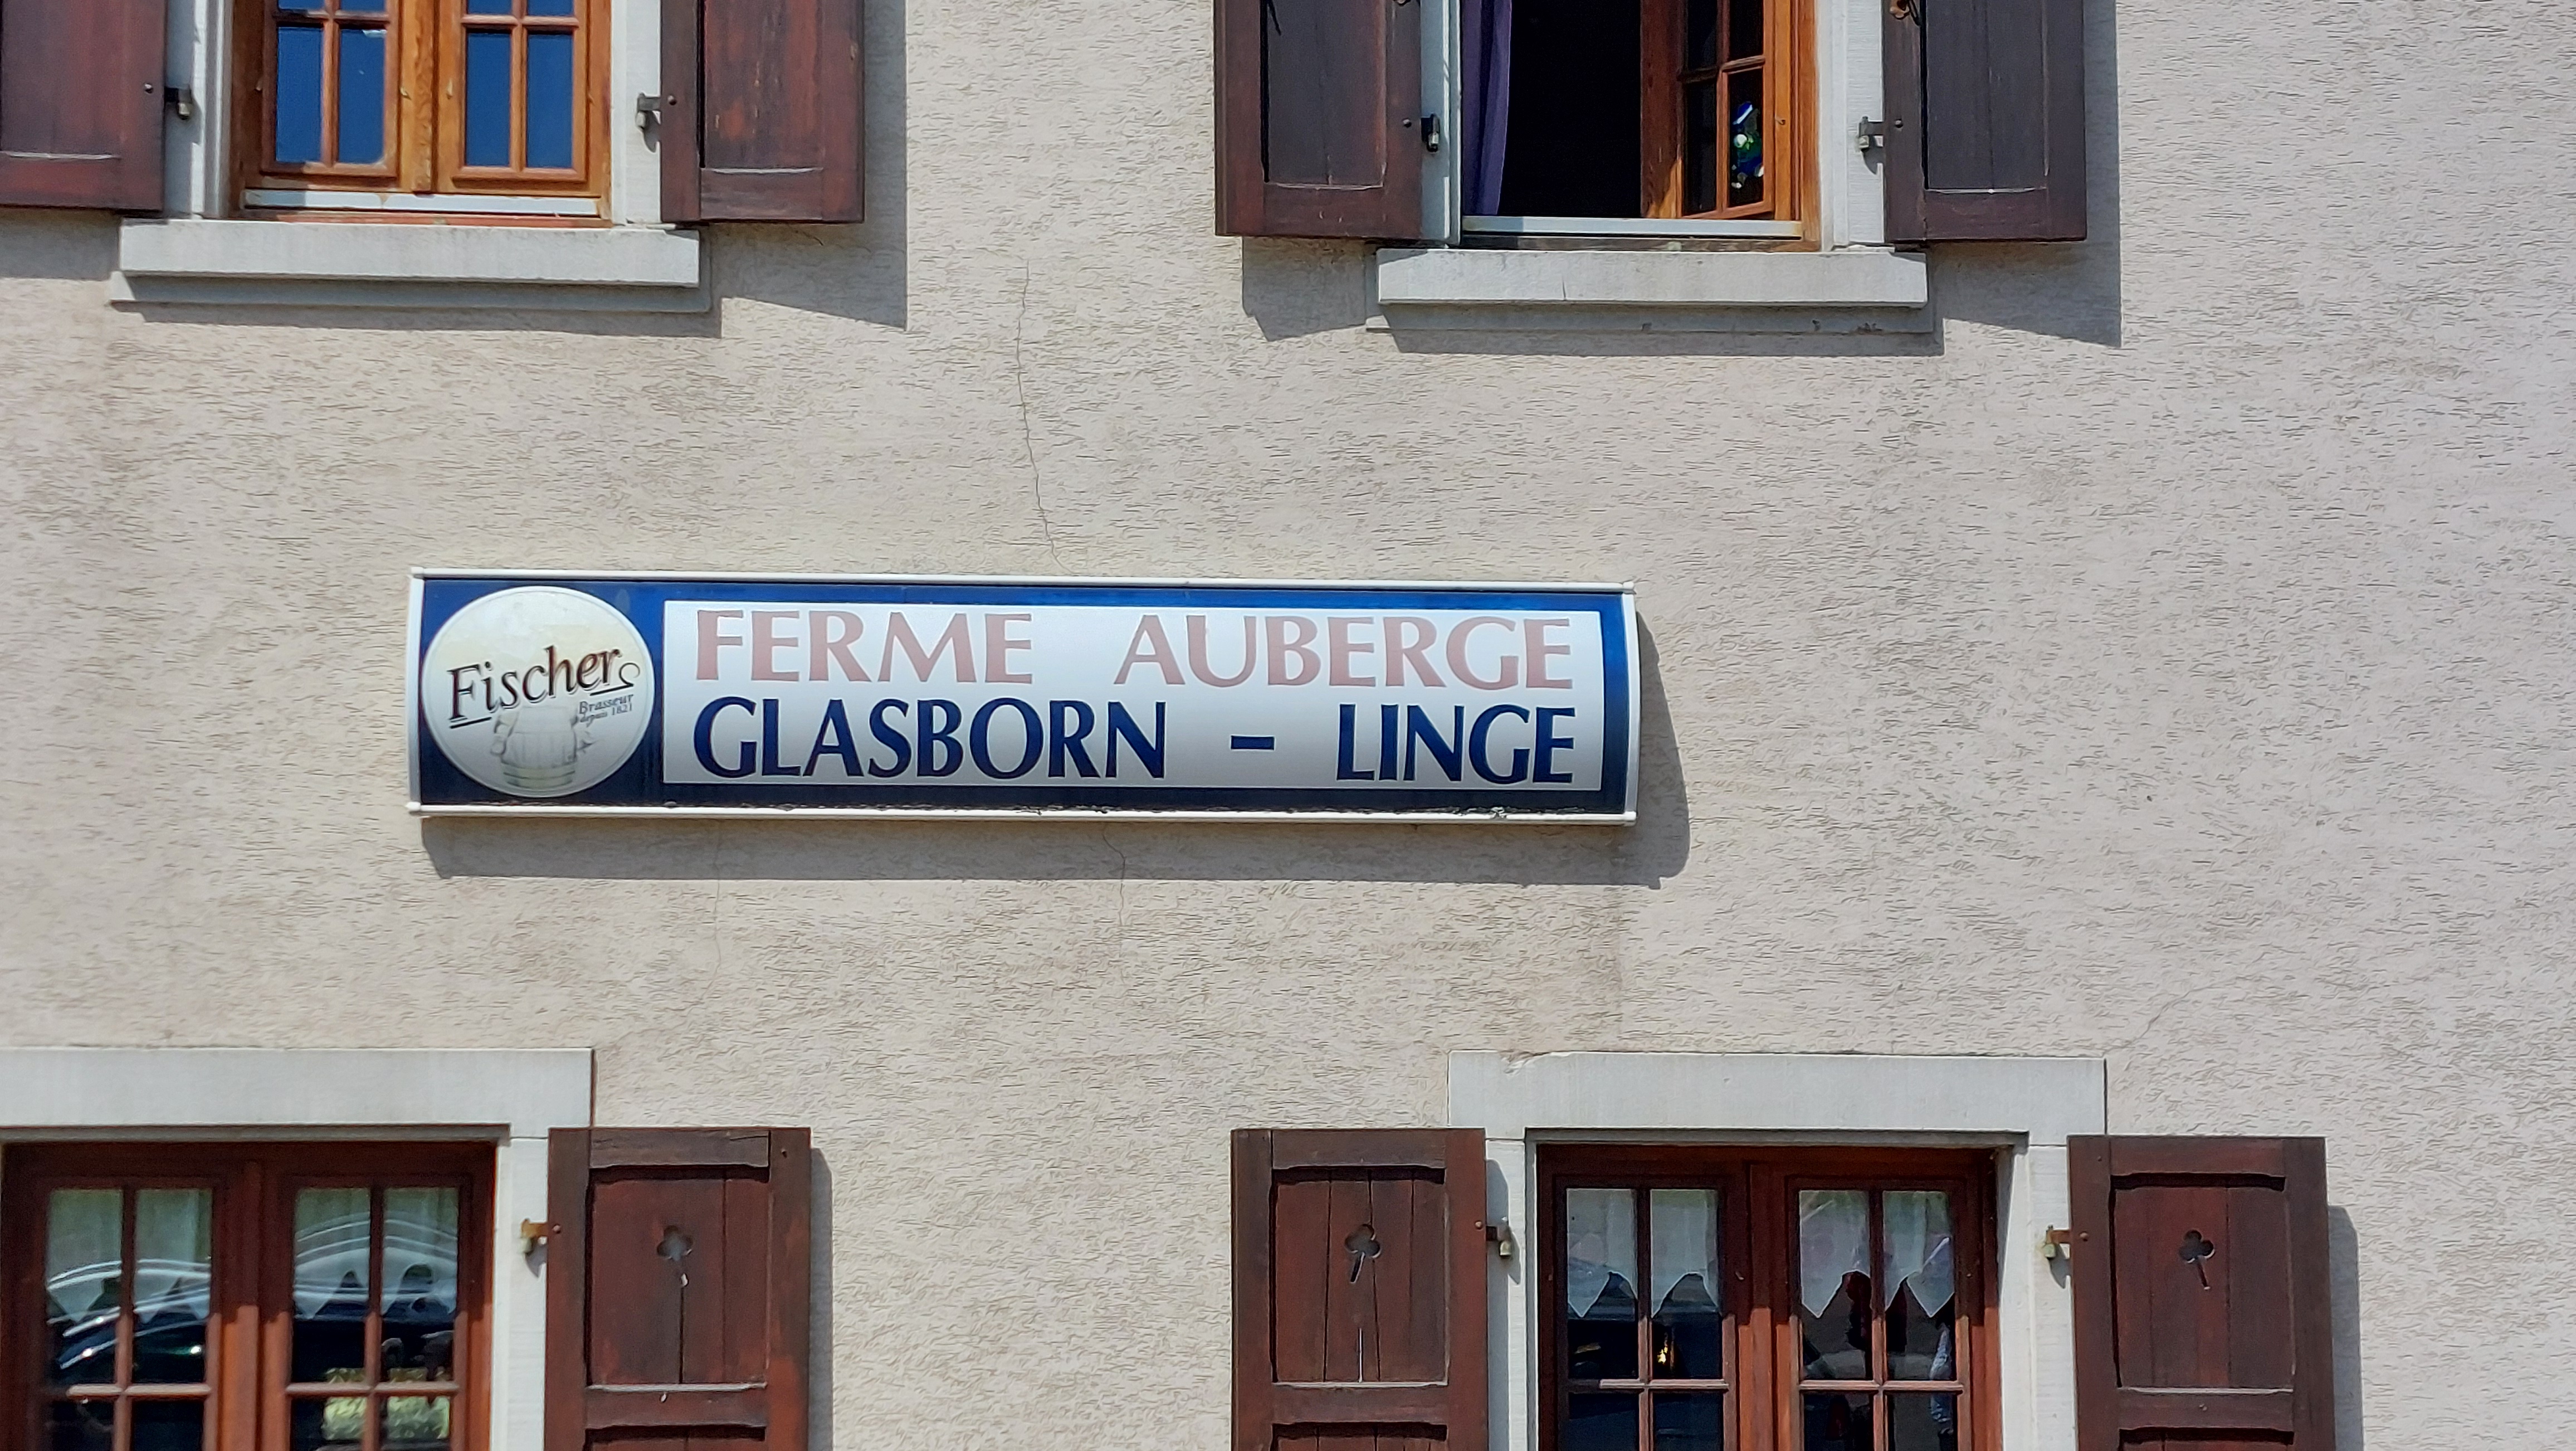 Fischer
Brasseur
depuis 1821
FERME AUBERGE
GLASBORN - LINGE